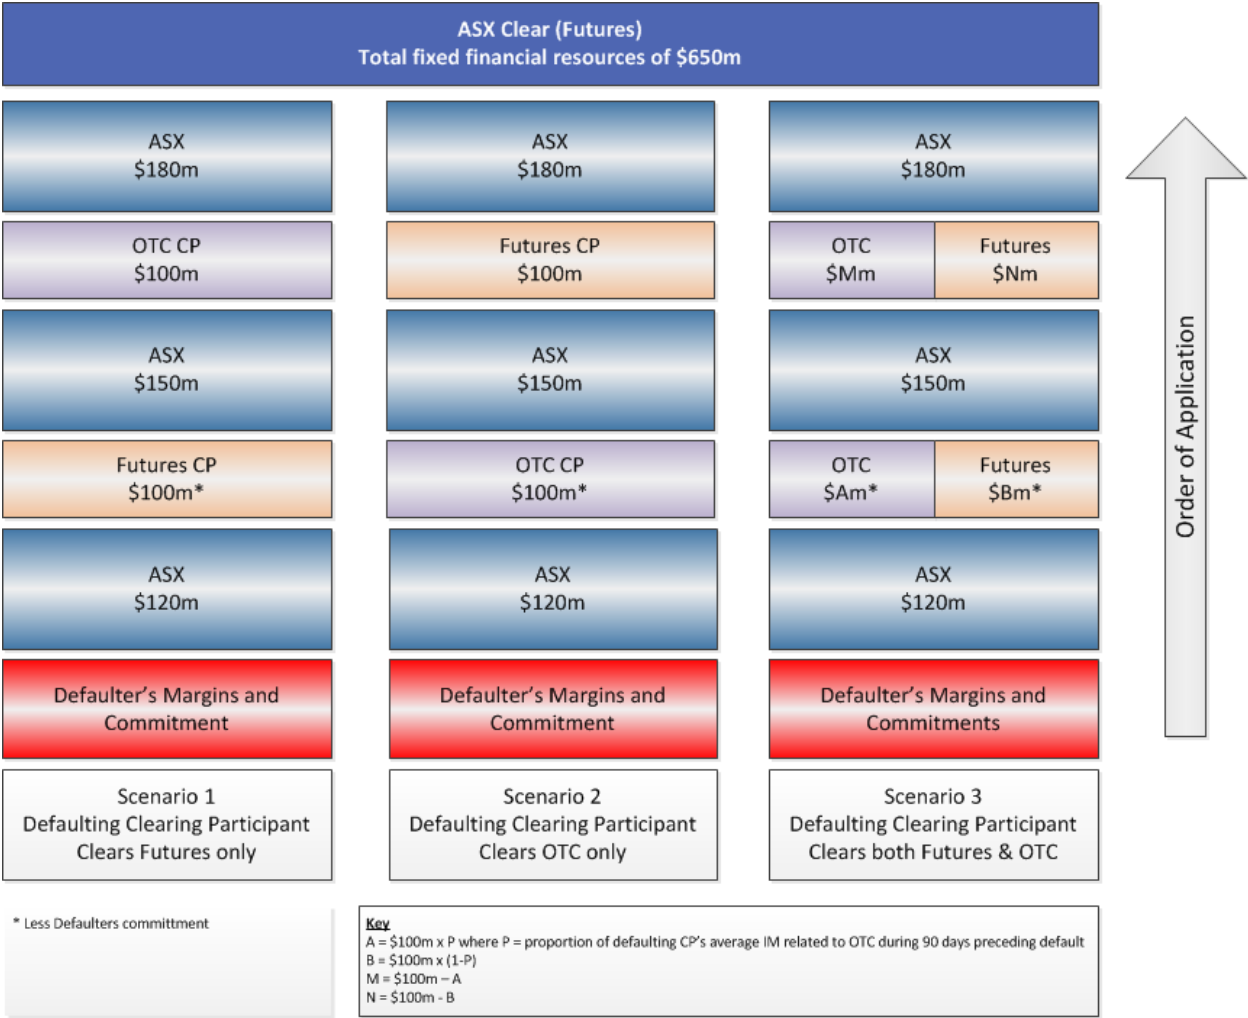 ASX Clear (Futures)
Total fixed financial resources of $650m
ASX
$180m
ASX
$180m
ASX
$180m
OTC CP
$100m
Futures CP
$100m
OTC
$Mm
Futures
$Nm
ASX
$150m
ASX
$150m
ASX
$150m
Futures CP
$100m*
OTC CP
$100m*
OTC
$Am*
Futures
$Bm*
ASX
$120m
ASX
$120m
ASX
$120m
Defaulter’s Margins and
Commitment
Defaulter’s Margins and
Commitment
Defaulter’s Margins and
Commitments
Scenario 1
Defaulting Clearing Participant
Clears Futures only
Scenario 2
Defaulting Clearing Participant
Clears OTC only
Scenario 3
Defaulting Clearing Participant
Clears both Futures & OTC
Order of Application
* Less Defaulters committment
Key
A = $100m x P where P = proportion of defaulting CP’s average IM related to OTC during 90 days preceding default
B = $100m x (1-P)
M = $100m – A
N = $100m - B